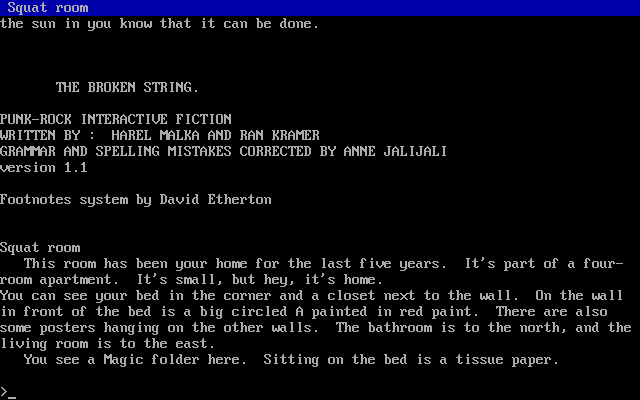 Squat room
the sun in you know that it can be done.
THE BROKEN STRING.
PUNK-ROCK INTERACTIVE FICTION
WRITTEN BY :  HAREL MALKA AND RAN KRAMER
GRAMMAR AND SPELLING MISTAKES CORRECTED BY ANNE JALIJALI
version 1.1
Footnotes system by David Etherton
Squat room
This room has been your home for the last five years.  It's part of a four-
room apartment.  It's small, but hey, it's home.
You can see your bed in the corner and a closet next to the wall.  On the wall
in front of the bed is a big circled A painted in red paint.  There are also
some posters hanging on the other walls.  The bathroom is to the north, and the
living room is to the east.
You see a Magic folder here.  Sitting on the bed is a tissue paper.
>_